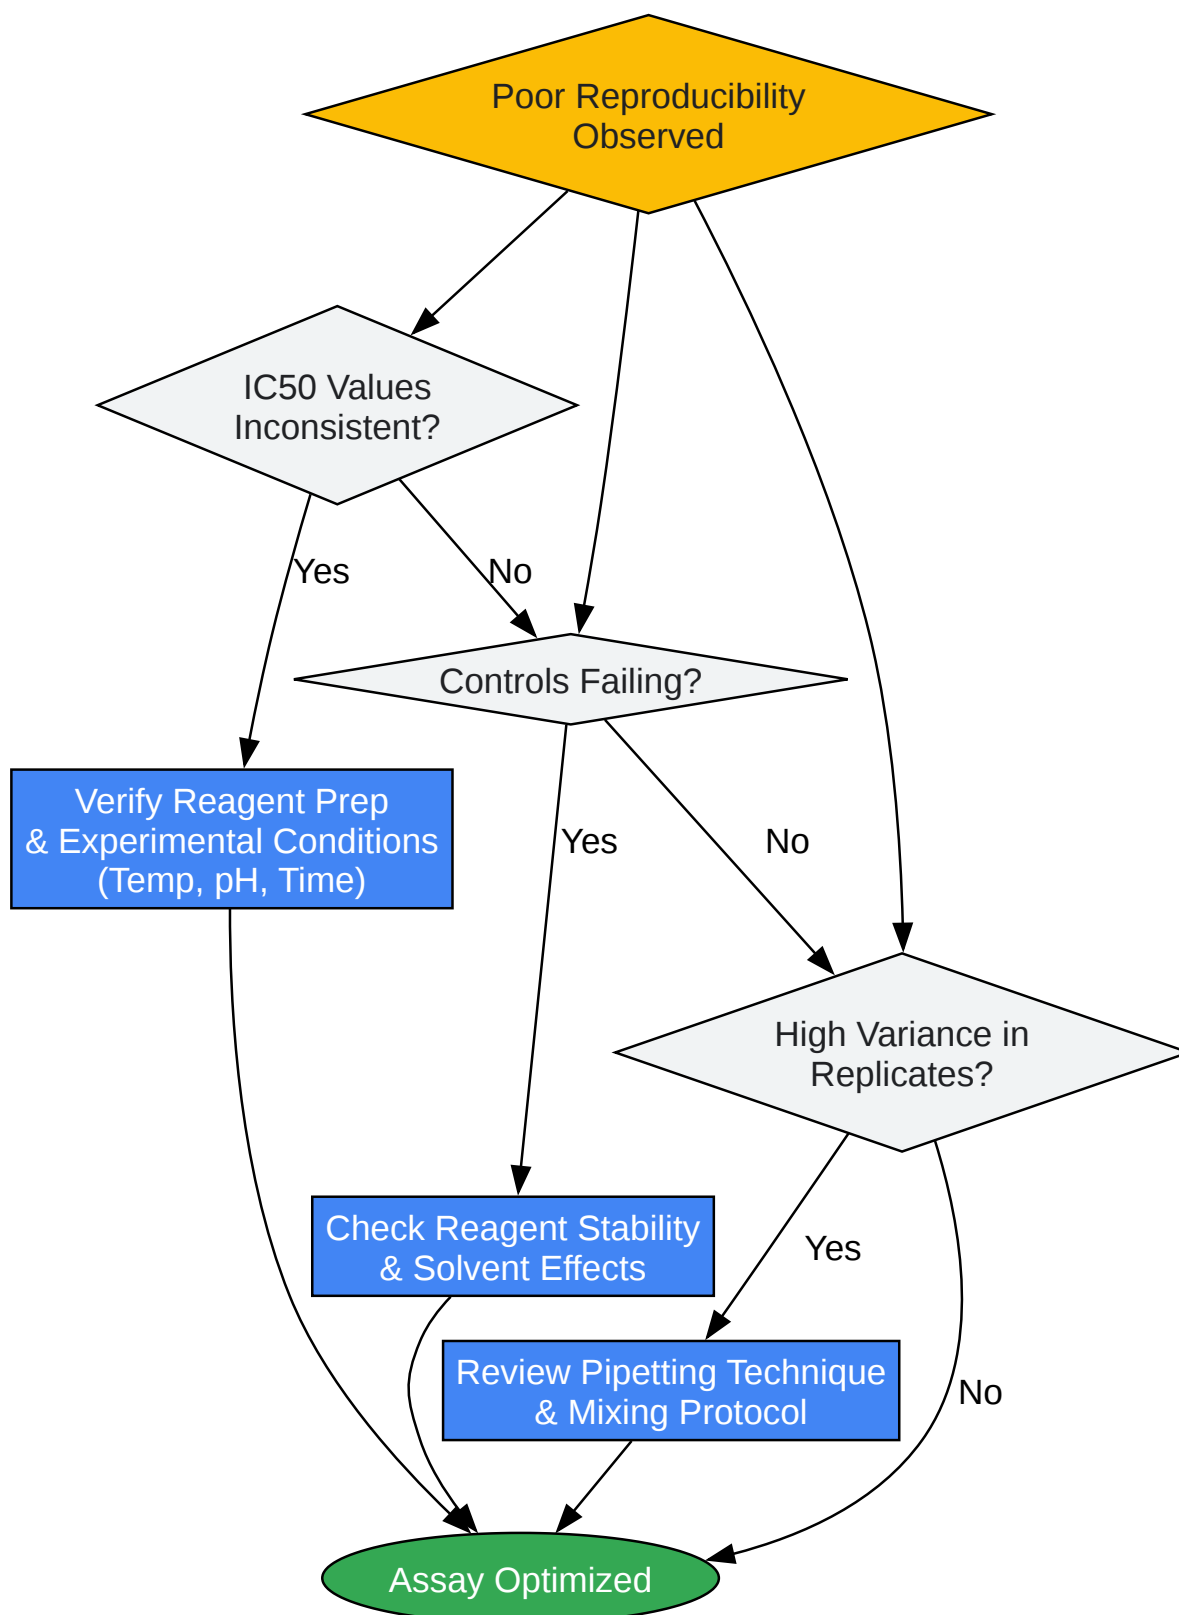 Poor Reproducibility
Observed
IC50 Values
Inconsistent?
Yes
No
Controls Failing?
Verify Reagent Prep
& Experimental Conditions
(Temp, pH, Time)
Yes
No
High Variance in
Replicates?
Check Reagent Stability
& Solvent Effects
Yes
Review Pipetting Technique
& Mixing Protocol
No
Assay Optimized